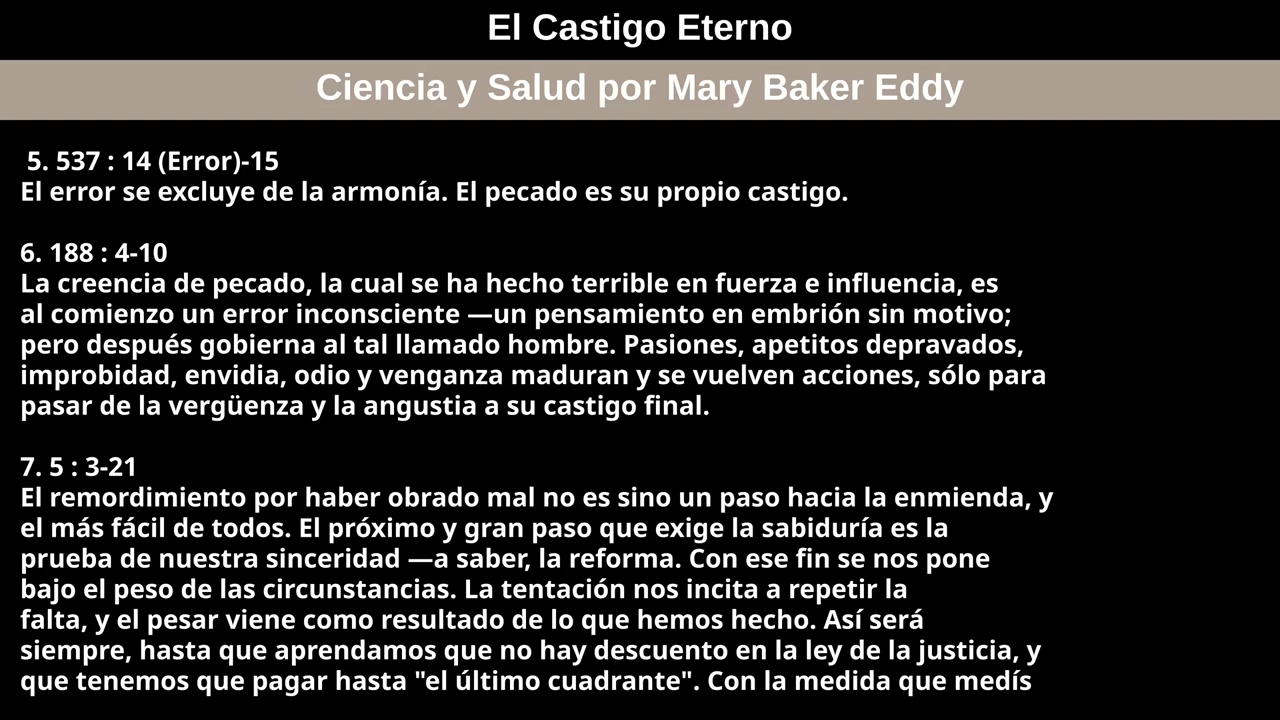 El Castigo Eterno
Ciencia y Salud por Mary Baker Eddy
5. 537 : 14 (Error)-15
El error se excluye de la armonía. El pecado es su propio castigo.
6. 188 : 4-10
La creencia de pecado, la cual se ha hecho terrible en fuerza e influencia, es
al comienzo un error inconsciente —un pensamiento en embrión sin motivo;
pero después gobierna al tal llamado hombre. Pasiones, apetitos depravados,
improbidad, envidia, odio y venganza maduran y se vuelven acciones, sólo para
pasar de la vergüenza y la angustia a su castigo final.
7. 5 : 3-21
El remordimiento por haber obrado mal no es sino un paso hacia la enmienda, y
el más fácil de todos. El próximo y gran paso que exige la sabiduría es la
prueba de nuestra sinceridad —a saber, la reforma. Con ese fin se nos pone
bajo el peso de las circunstancias. La tentación nos incita a repetir la
falta, y el pesar viene como resultado de lo que hemos hecho. Así será
siempre, hasta que aprendamos que no hay descuento en la ley de la justicia, y
que tenemos que pagar hasta "el último cuadrante". Con la medida que medís